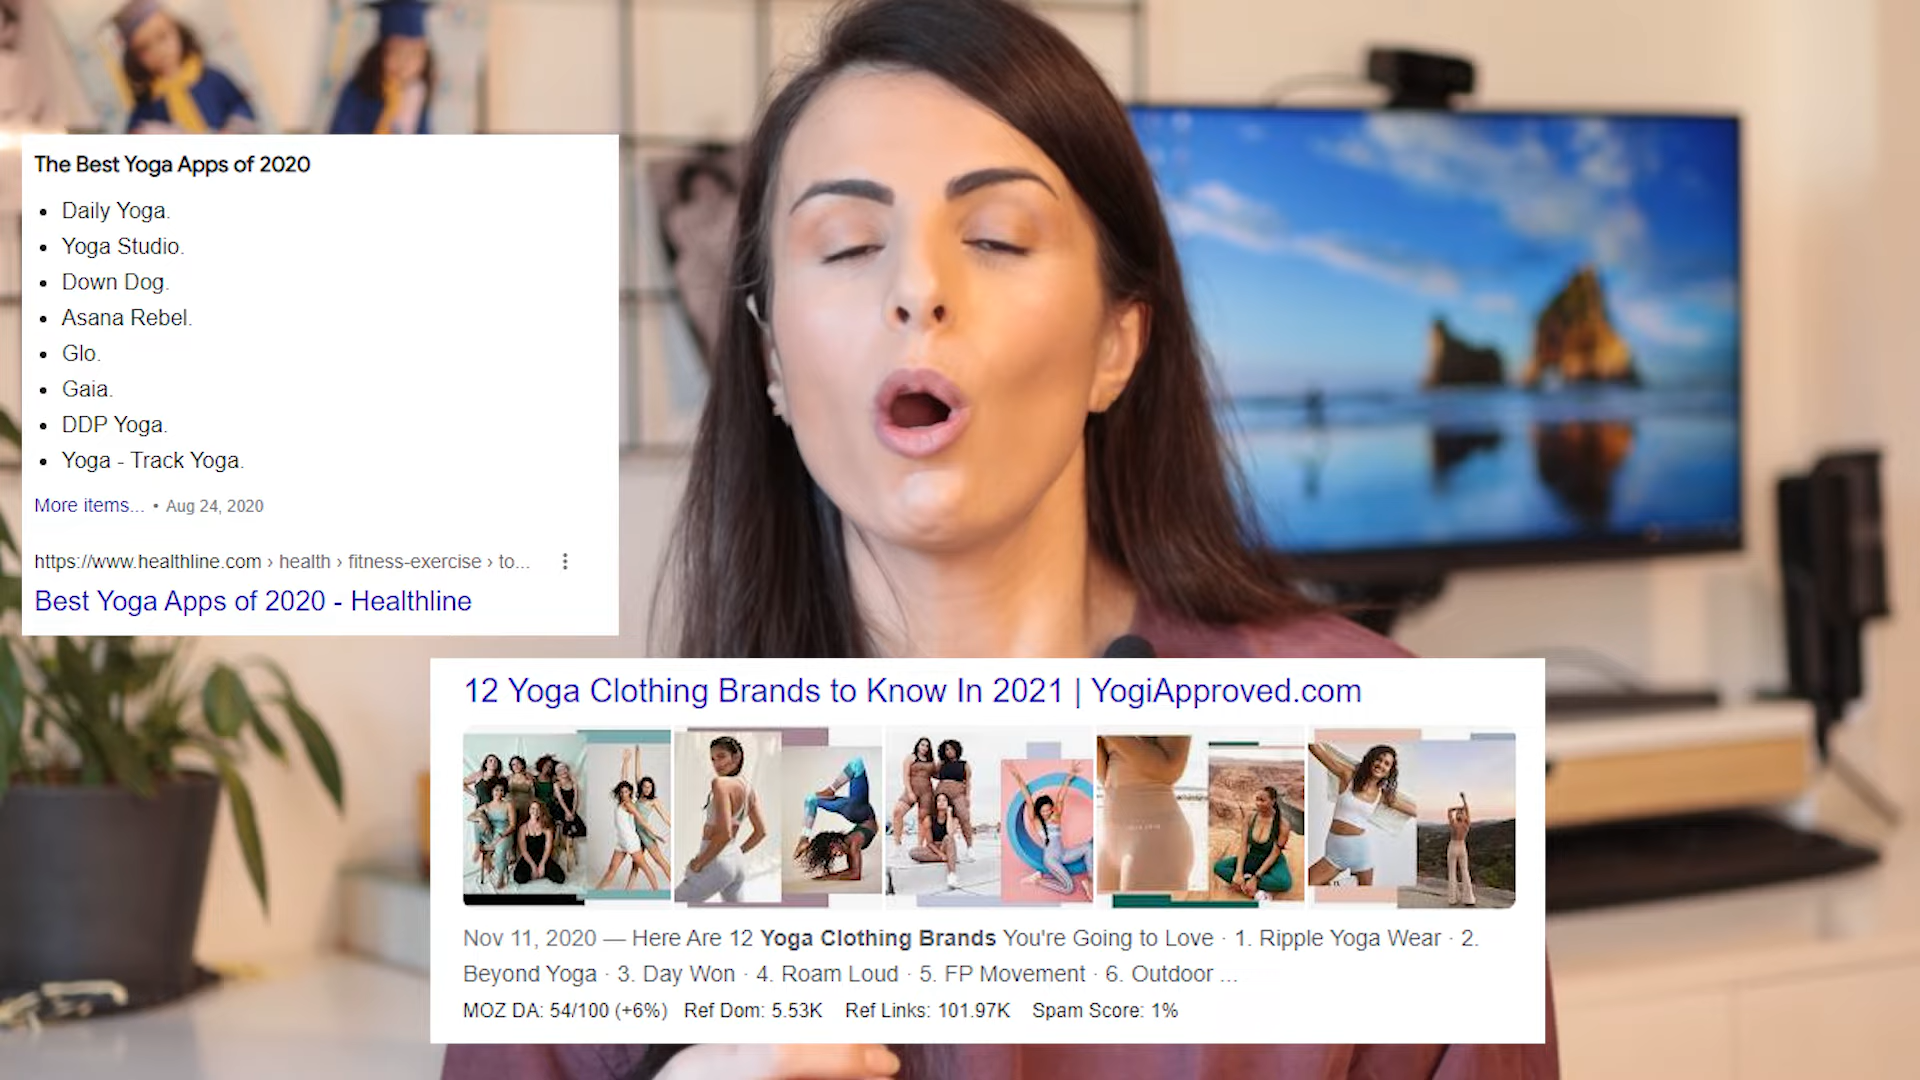 The Best Yoga Apps of 2020
• Daily Yoga.
• Yoga Studio.
• Down Dog.
• Asana Rebel.
• Glo.
• Gaia.
• DDP Yoga.
• Yoga - Track Yoga.
More items... • Aug 24, 2020
https://www.healthline.com › health › fitness-exercise › to...
Best Yoga Apps of 2020 - Healthline
12 Yoga Clothing Brands to Know In 2021 | YogiApproved.com
Nov 11, 2020 — Here Are 12 Yoga Clothing Brands You're Going to Love · 1. Ripple Yoga Wear · 2.
Beyond Yoga · 3. Day Won · 4. Roam Loud · 5. FP Movement · 6. Outdoor ...
MOZ DA: 54/100 (+6%) Ref Dom: 5.53K Ref Links: 101.97K Spam Score: 1%